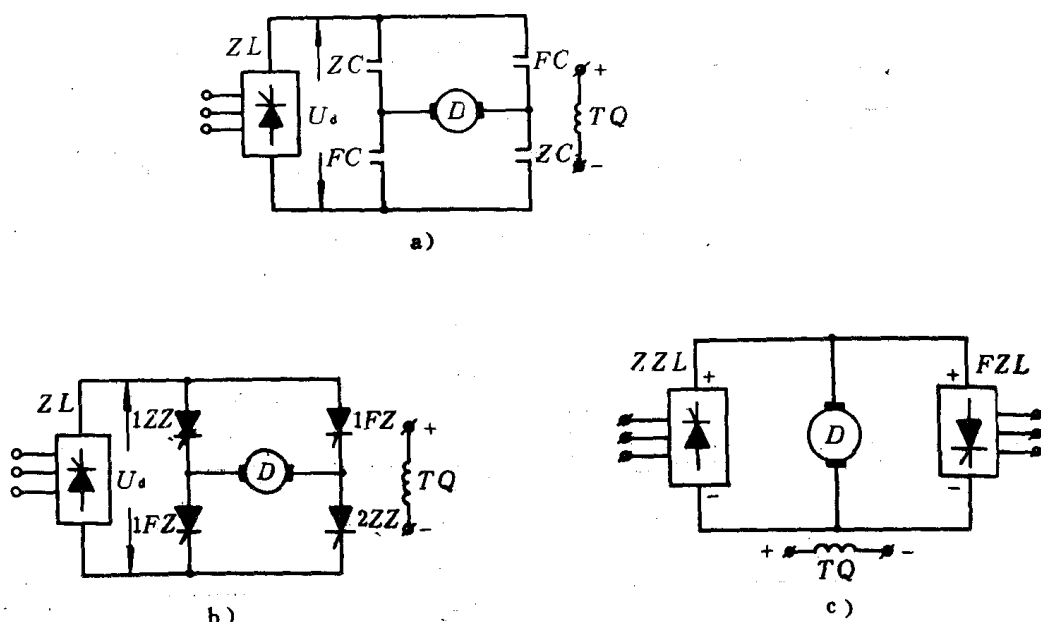 ZL
ZC
FC
+
U_d
D
TQ
FC
ZC
-
a)
ZL
1ZZ
1FZ
+
U_d
D
TQ
1FZ
2ZZ
-
b)
ZZL
FZL
+
+
D
-
-
+
-
TQ
c)